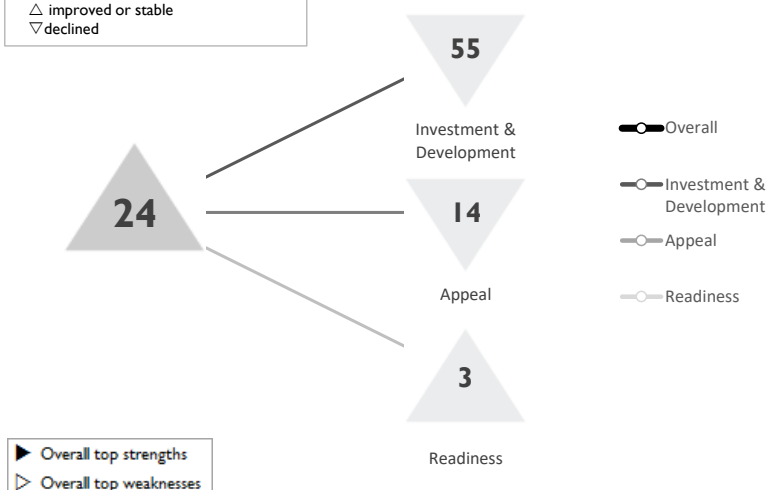 △ improved or stable
▽declined
55
Investment &
Development
24
14
Appeal
3
Readiness
Overall
Investment &
Development
Appeal
Readiness
▶ Overall top strengths
▷ Overall top weaknesses